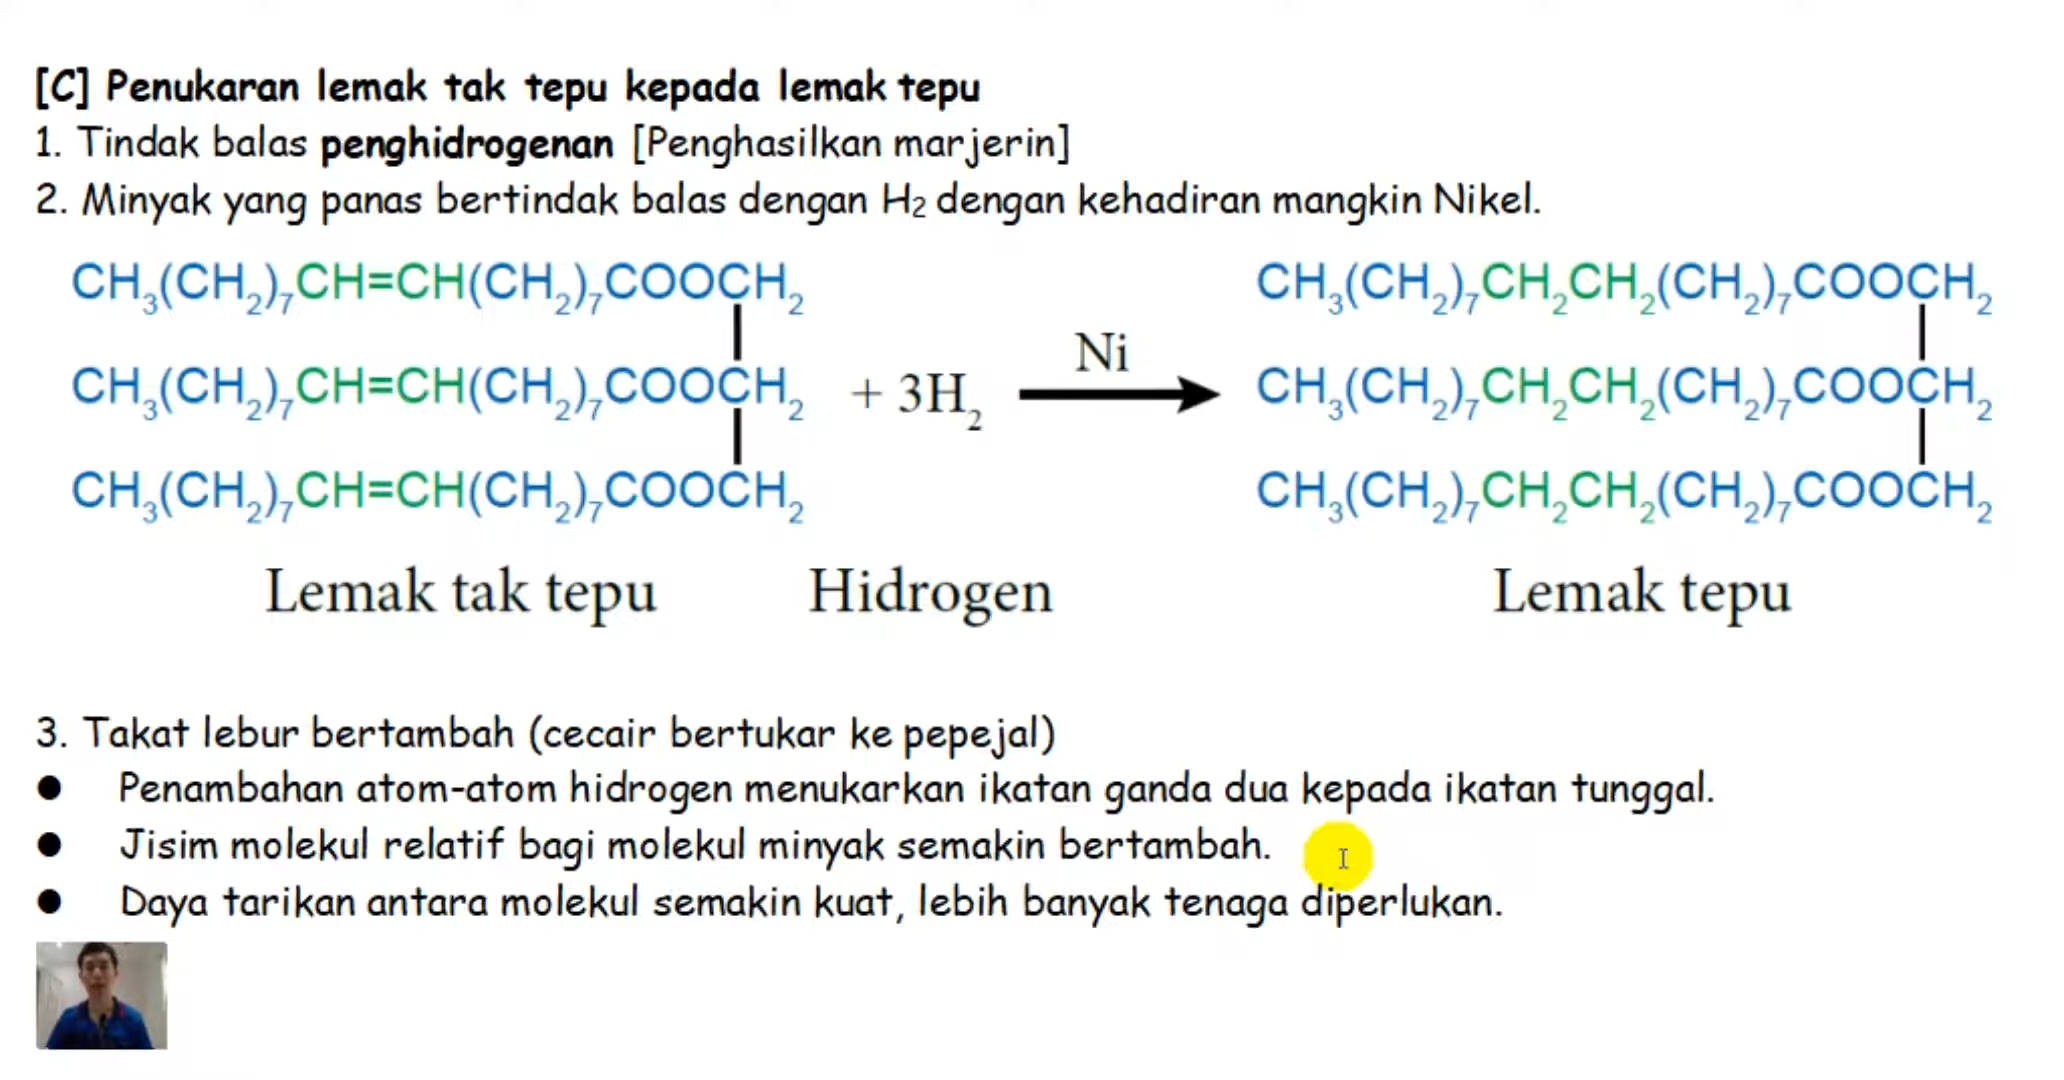 [C] Penukaran lemak tak tepu kepada lemak tepu
1. Tindak balas penghidrogenan [Penghasilkan marjerin]
2. Minyak yang panas bertindak balas dengan H₂ dengan kehadiran mangkin Nikel.
CH₃(CH₂)₇CH=CH(CH₂)₇COOCH₂
CH₃(CH₂)₇CH=CH(CH₂)₇COOCH₂
CH₃(CH₂)₇CH=CH(CH₂)₇COOCH₂
+ 3H₂
Ni
CH₃(CH₂)₇CH₂CH₂(CH₂)₇COOCH₂
CH₃(CH₂)₇CH₂CH₂(CH₂)₇COOCH₂
CH₃(CH₂)₇CH₂CH₂(CH₂)₇COOCH₂
Lemak tak tepu
Hidrogen
Lemak tepu
3. Takat lebur bertambah (cecair bertukar ke pepejal)
● Penambahan atom-atom hidrogen menukarkan ikatan ganda dua kepada ikatan tunggal.
● Jisim molekul relatif bagi molekul minyak semakin bertambah.
● Daya tarikan antara molekul semakin kuat, lebih banyak tenaga diperlukan.